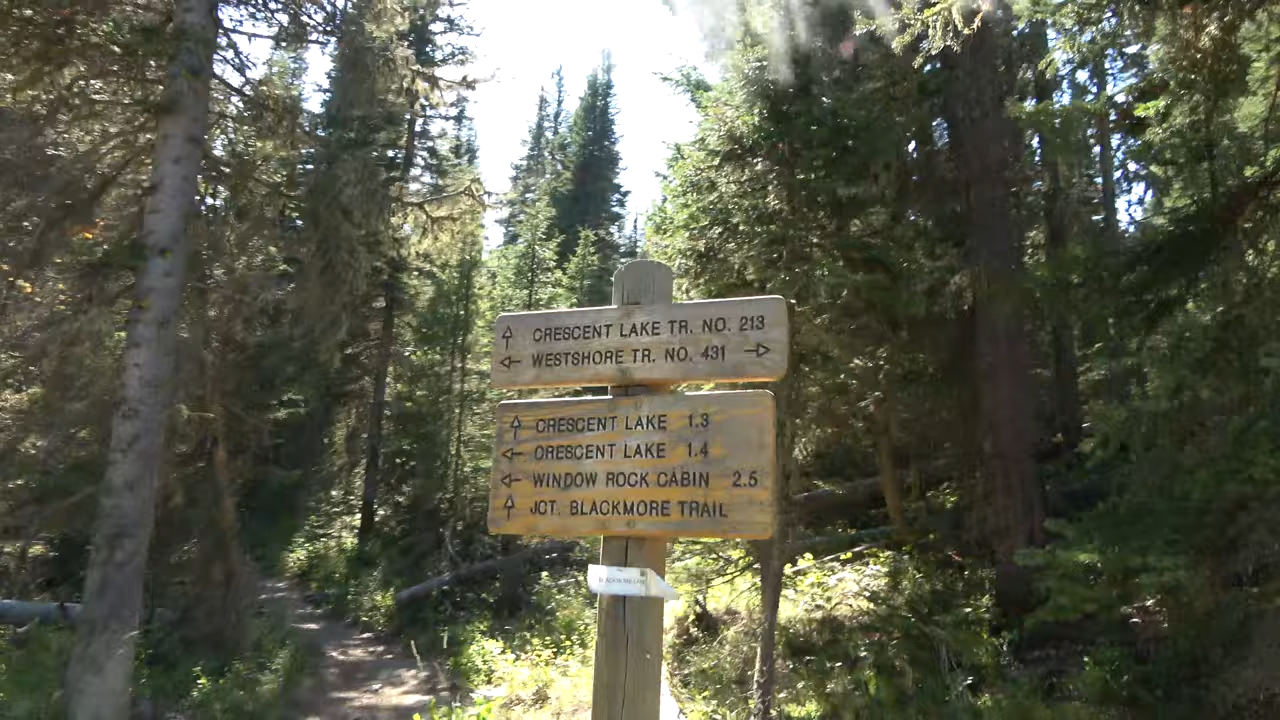 CRESCENT LAKE TR. NO. 213
WESTSHORE TR. NO. 431
CRESCENT LAKE 1.3
CRESCENT LAKE 1.4
WINDOW ROCK CABIN 2.5
JCT. BLACKMORE TRAIL